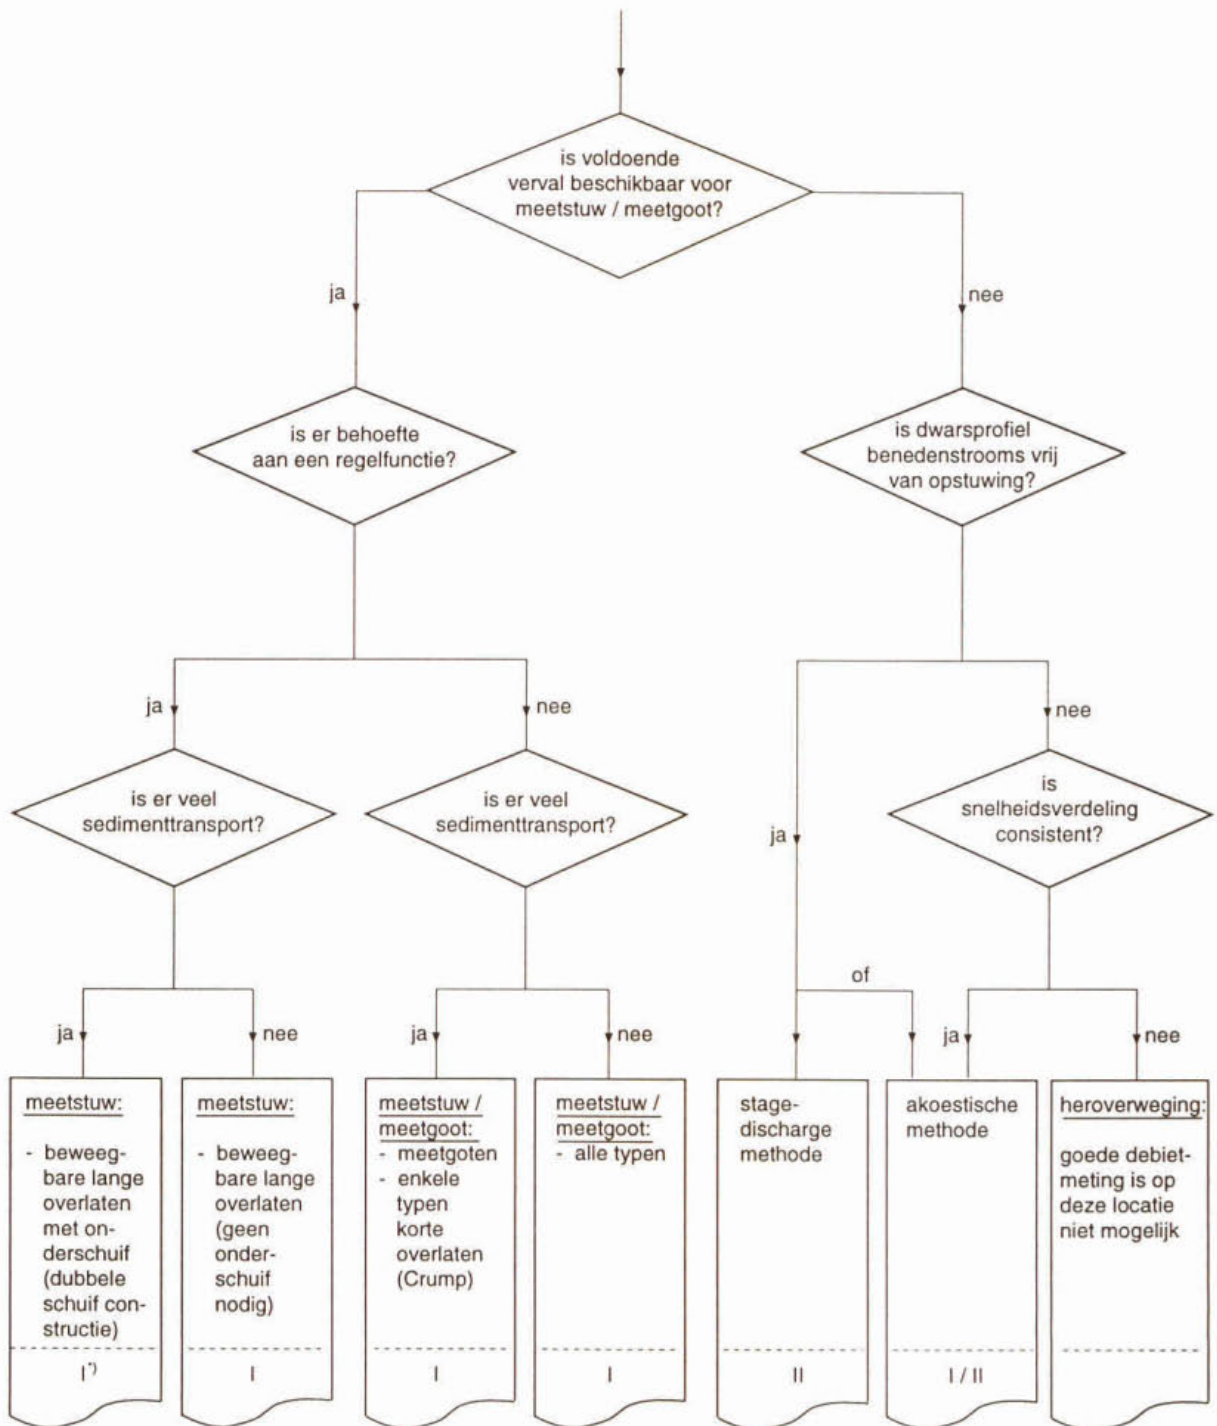 is voldoende
verval beschikbaar voor
meetstuw / meetgoot?
ja
nee
is er behoefte
aan een regelfunctie?
is dwarsprofiel
benedenstrooms vrij
van opstuwing?
ja
nee
nee
is er veel
sedimenttransport?
is er veel
sedimenttransport?
ja
is
snelheidsverdeling
consistent?
of
ja
nee
ja
nee
ja
nee
meetstuw:
- beweeg-
bare lange
overlaten
met on-
derschuif
(dubbele
schuif con-
structie)
I*)
meetstuw:
- beweeg-
bare lange
overlaten
(geen
onder-
schuif
nodig)
I
meetstuw /
meetgoot:
- meetgoten
- enkele
typen
korte
overlaten
(Crump)
I
meetstuw /
meetgoot:
- alle typen
I
stage-
discharge
methode
II
akoestische
methode
I / II
heroverweging:
goede debiet-
meting is op
deze locatie
niet mogelijk